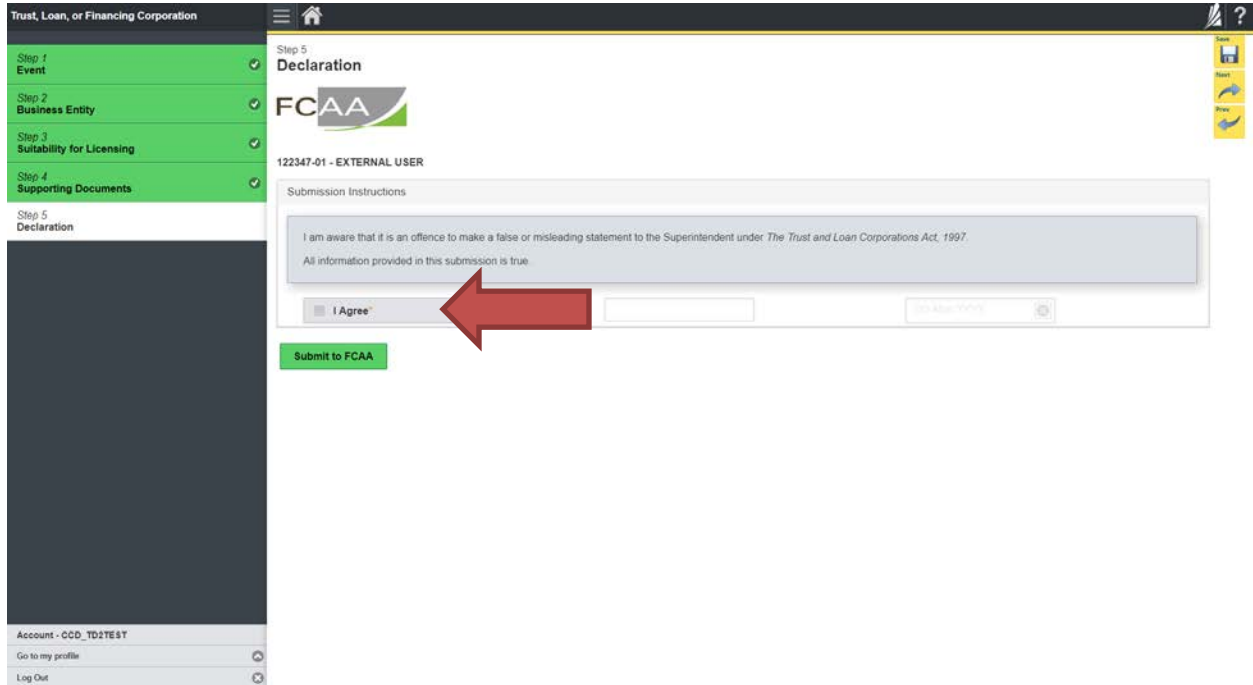 Trust, Loan, or Financing Corporation
?
Step 1
Event
Step 2
Business Entity
Step 3
Suitability for Licensing
Step 4
Supporting Documents
Step 5
Declaration
Account - CCD_TD2TEST
Go to my profile
Log Out
Step 5
Declaration
FCAA
122347-01 - EXTERNAL USER
Submission Instructions
I am aware that it is an offence to make a false or misleading statement to the Superintendent under The Trust and Loan Corporations Act, 1997.
All information provided in this submission is true.
I Agree*
Submit to FCAA
Save
Next
Prev